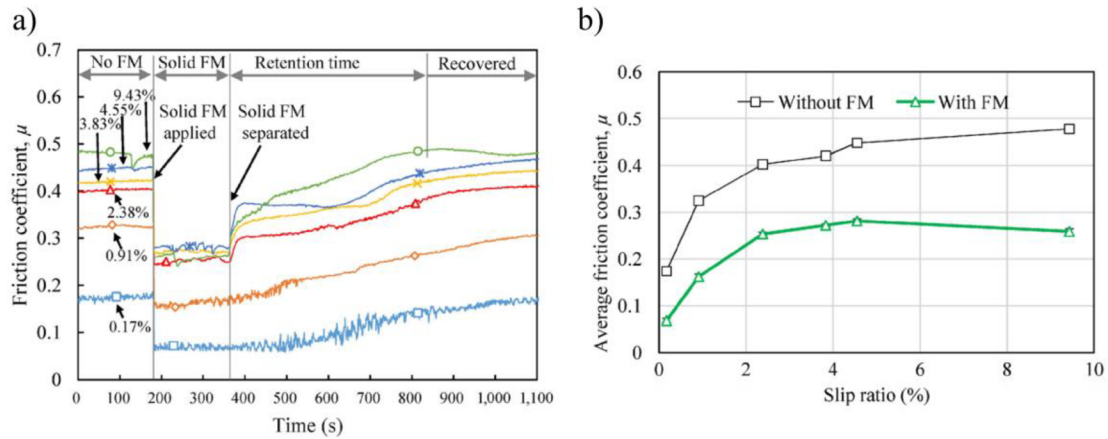 a)
No FM
Solid FM
Retention time
Recovered
9.43%
4.55%
3.83%
2.38%
0.91%
0.17%
Solid FM
applied
Solid FM
separated
Friction coefficient, μ
0.7
0.6
0.5
0.4
0.3
0.2
0.1
0
0 100 200 300 400 500 600 700 800 900 1,000 1,100
Time (s)
b)
Without FM
With FM
Average friction coefficient, μ
0.6
0.5
0.4
0.3
0.2
0.1
0
0 2 4 6 8 10
Slip ratio (%)